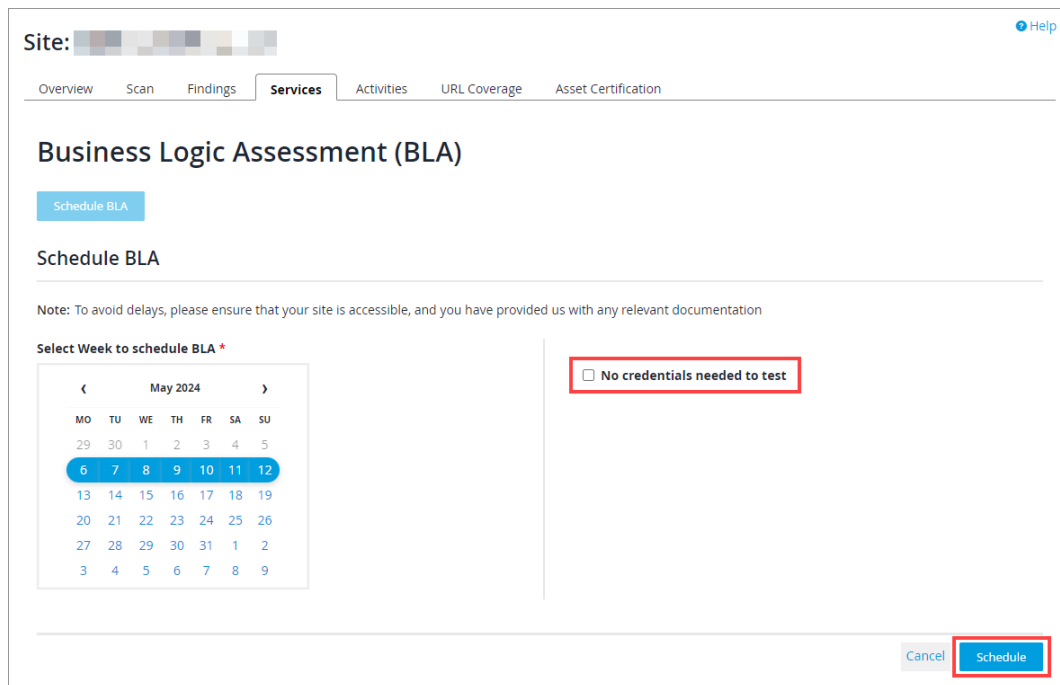 Help
Site:
Overview Scan Findings Services Activities URL Coverage Asset Certification
Business Logic Assessment (BLA)
Schedule BLA
Schedule BLA
Note: To avoid delays, please ensure that your site is accessible, and you have provided us with any relevant documentation
Select Week to schedule BLA *
No credentials needed to test
‹ May 2024 ›
MO TU WE TH FR SA SU
29 30 1 2 3 4 5
6 7 8 9 10 11 12
13 14 15 16 17 18 19
20 21 22 23 24 25 26
27 28 29 30 31 1 2
3 4 5 6 7 8 9
Cancel Schedule